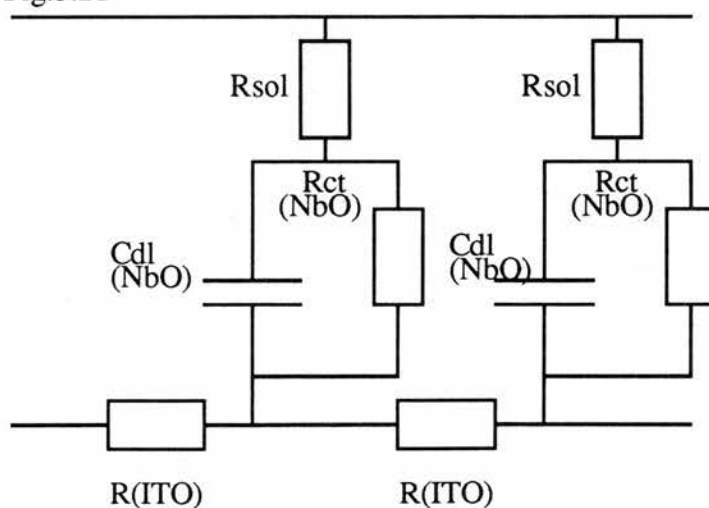 Rsol
Rsol
Rct
(NbO)
Rct
(NbO)
Cdl
(NbO)
Cdl
(NbO)
R(ITO)
R(ITO)